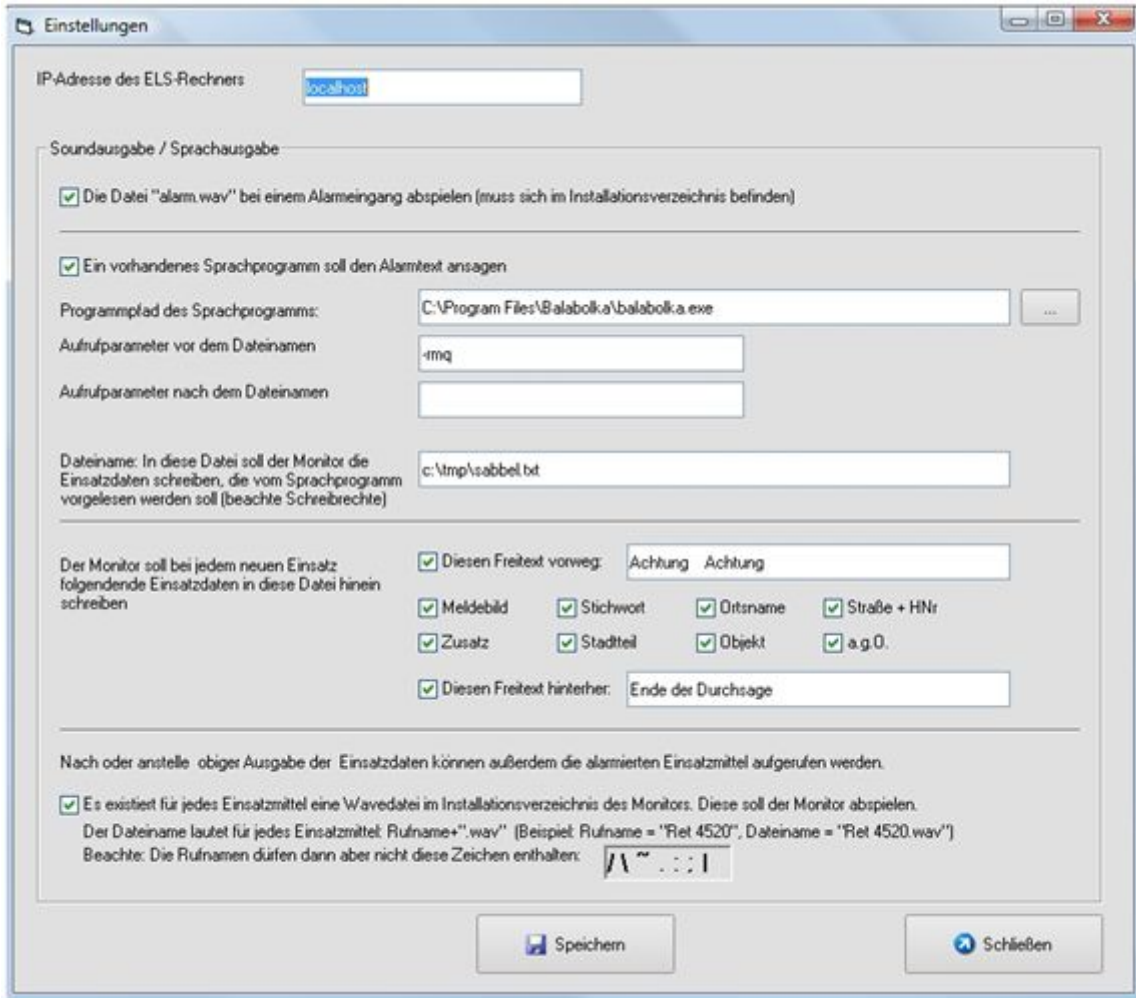 Einstellungen
IP-Adresse des ELS-Rechners
localhost
Soundausgabe / Sprachausgabe
Die Datei "alarm.wav" bei einem Alarmeingang abspielen (muss sich im Installationsverzeichnis befinden)
Ein vorhandenes Sprachprogramm soll den Alarmtext ansagen
Programmpfad des Sprachprogramms:
C:\Program Files\Balabolka\balabolka.exe
...
Aufrufparameter vor dem Dateinamen
-rmq
Aufrufparameter nach dem Dateinamen
Dateiname: In diese Datei soll der Monitor die
Einsatzdaten schreiben, die vom Sprachprogramm
vorgelesen werden soll (beachte Schreibrechte)
c:\tmp\sabbel.txt
Der Monitor soll bei jedem neuen Einsatz
folgendende Einsatzdaten in diese Datei hinein
schreiben
Diesen Freitext vorweg:
Achtung   Achtung
Meldebild Stichwort Ortsname Straße + HNr
Zusatz Stadtteil Objekt a.g.O.
Diesen Freitext hinterher:
Ende der Durchsage
Nach oder anstelle  obiger Ausgabe der  Einsatzdaten können außerdem die alarmierten Einsatzmittel aufgerufen werden.
Es existiert für jedes Einsatzmittel eine Wavedatei im Installationsverzeichnis des Monitors. Diese soll der Monitor abspielen.
Der Dateiname lautet für jedes Einsatzmittel: Rufname+".wav"  (Beispiel: Rufname = "Ret 4520", Dateiname = "Ret 4520.wav")
Beachte: Die Rufnamen dürfen dann aber nicht diese Zeichen enthalten:
/ \ ~ . : ; |
Speichern
Schließen